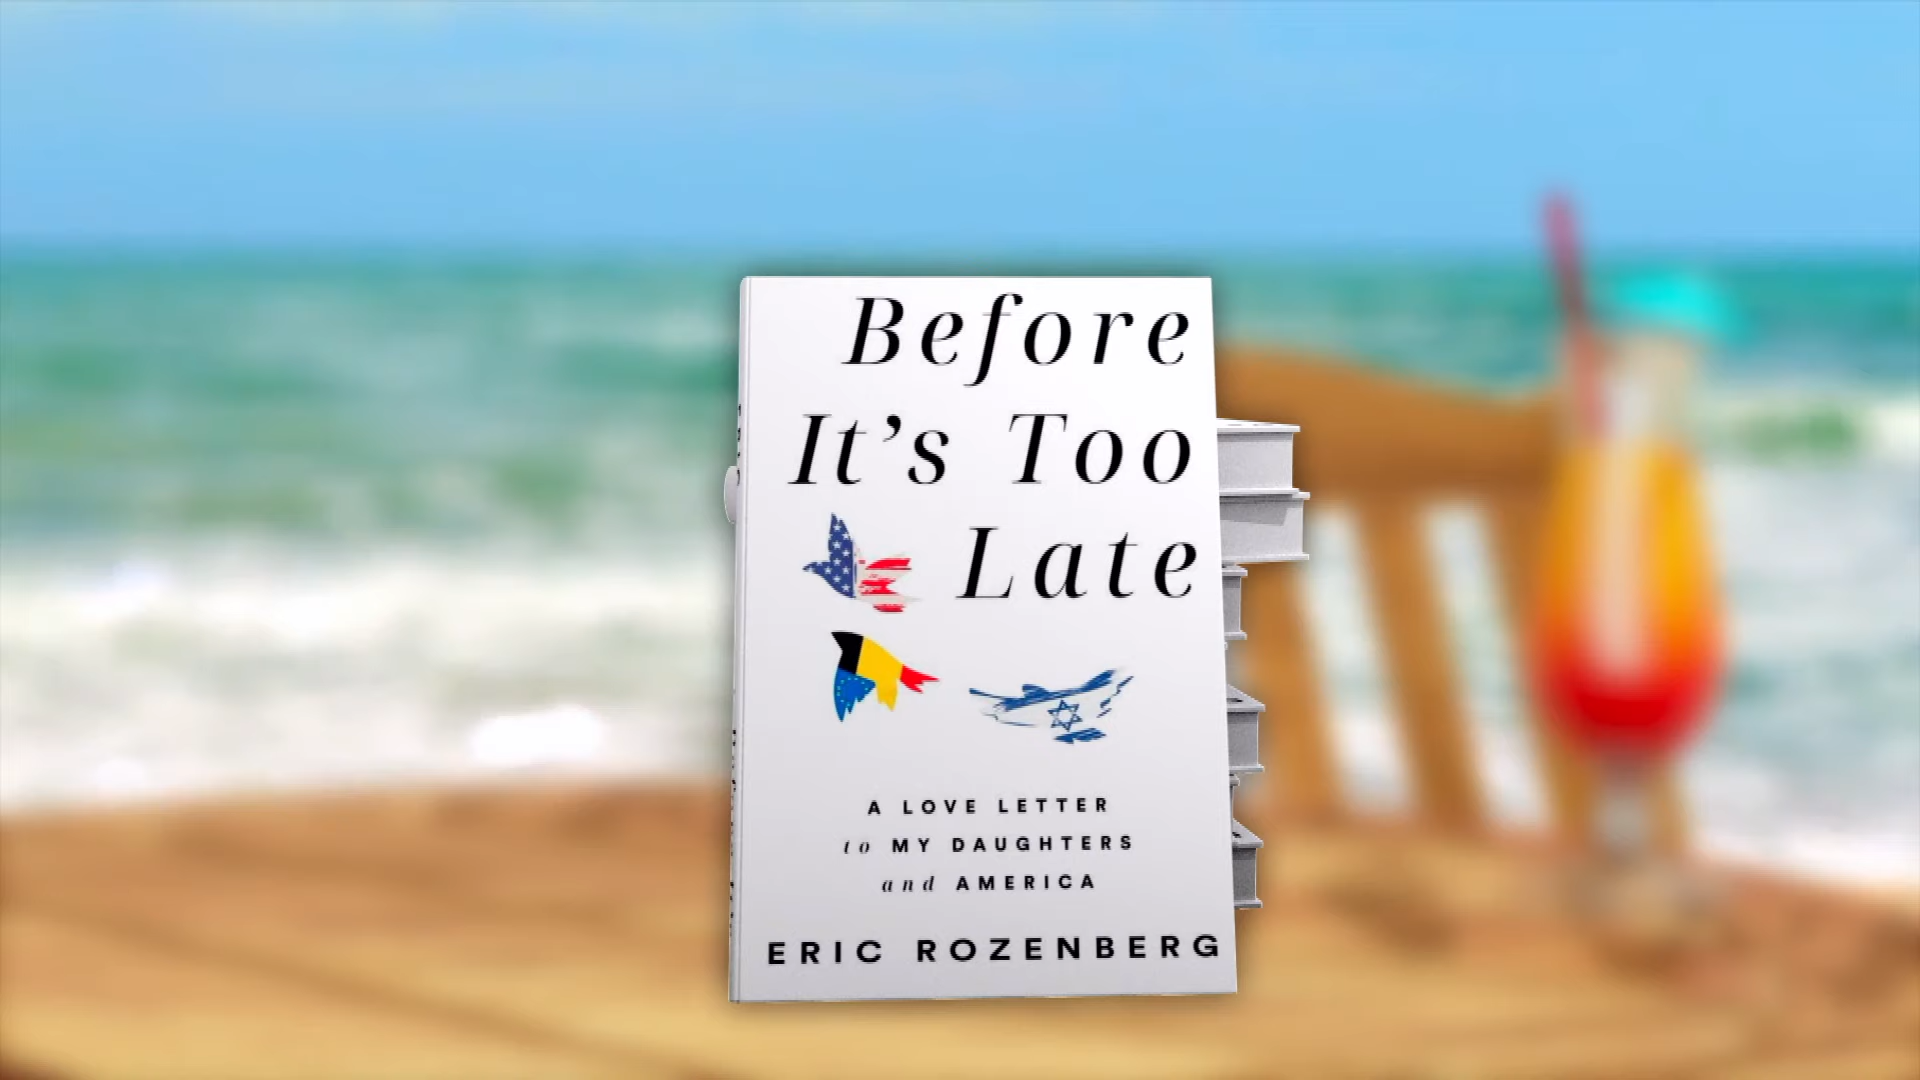 Before
It's Too
Late
A LOVE LETTER
to MY DAUGHTERS
and AMERICA
ERIC ROZENBERG